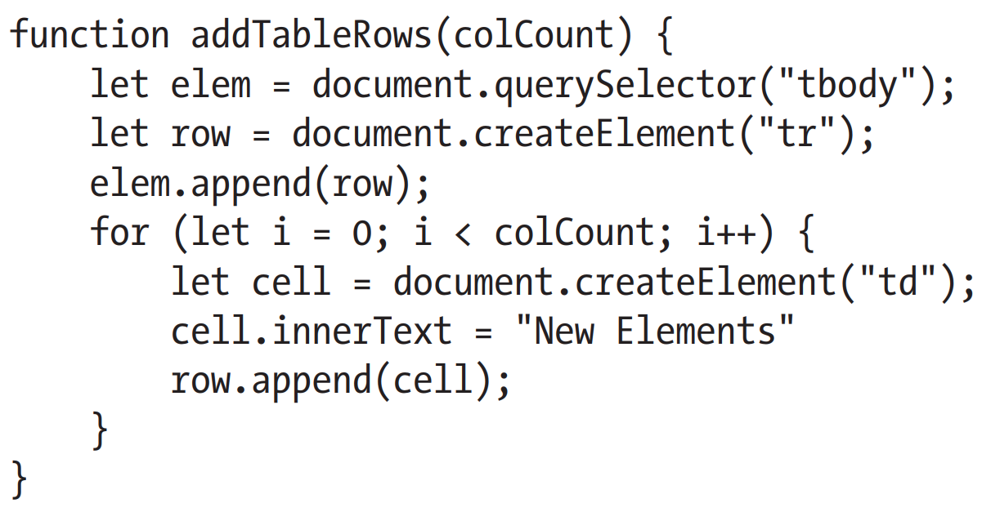 function addTableRows(colCount) {
    let elem = document.querySelector("tbody");
    let row = document.createElement("tr");
    elem.append(row);
    for (let i = 0; i < colCount; i++) {
        let cell = document.createElement("td");
        cell.innerText = "New Elements"
        row.append(cell);
    }
}